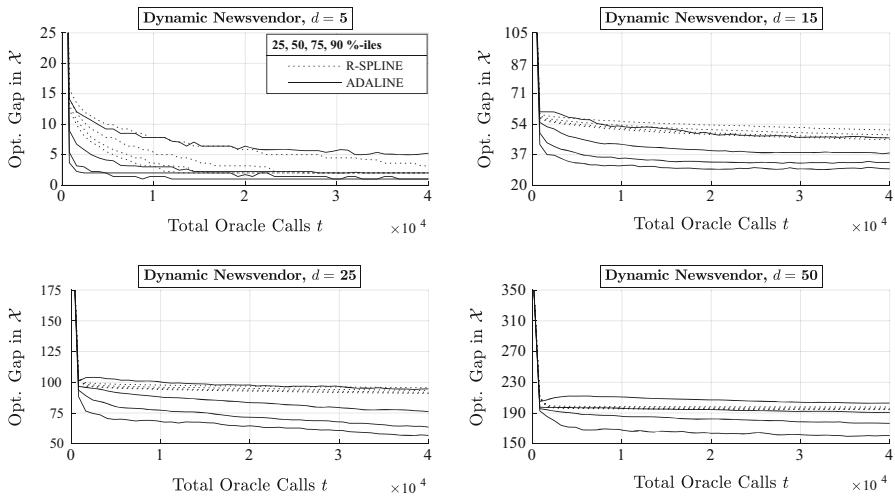 Dynamic Newsvendor, d = 5
25
20
15
10
5
0
Opt. Gap in 𝒳
25, 50, 75, 90 %-iles
R-SPLINE
ADALINE
0 1 2 3 4
Total Oracle Calls t
×10 4
Dynamic Newsvendor, d = 15
105
87
71
54
37
20
Opt. Gap in 𝒳
0 1 2 3 4
Total Oracle Calls t
×10 4
Dynamic Newsvendor, d = 25
175
150
125
100
75
50
Opt. Gap in 𝒳
0 1 2 3 4
Total Oracle Calls t
×10 4
Dynamic Newsvendor, d = 50
350
310
270
230
190
150
Opt. Gap in 𝒳
0 1 2 3 4
Total Oracle Calls t
×10 4